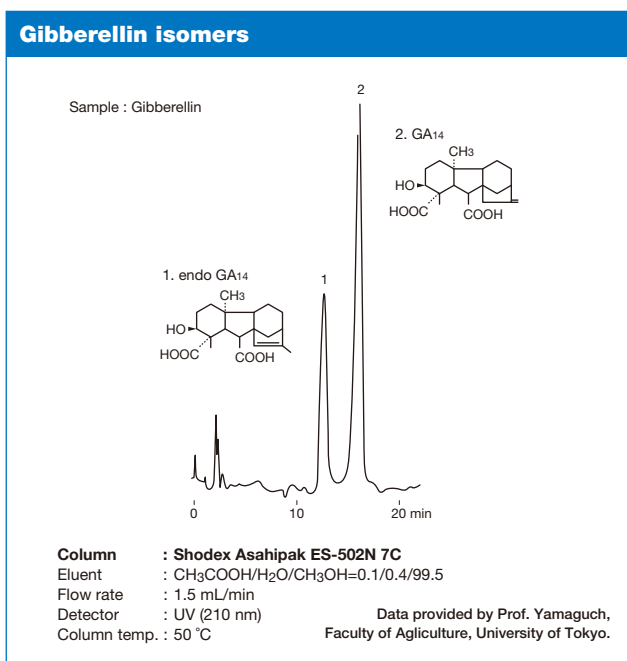 Gibberellin isomers
Sample : Gibberellin
2
2. GA14
CH3
HO
HOOC
COOH
1. endo GA14
1
CH3
HO
HOOC
COOH
0
10
20 min
Column : Shodex Asahipak ES-502N 7C
Eluent : CH3COOH/H2O/CH3OH=0.1/0.4/99.5
Flow rate : 1.5 mL/min
Detector : UV (210 nm)
Column temp. : 50 ˚C
Data provided by Prof. Yamaguch,
Faculty of Agliculture, University of Tokyo.